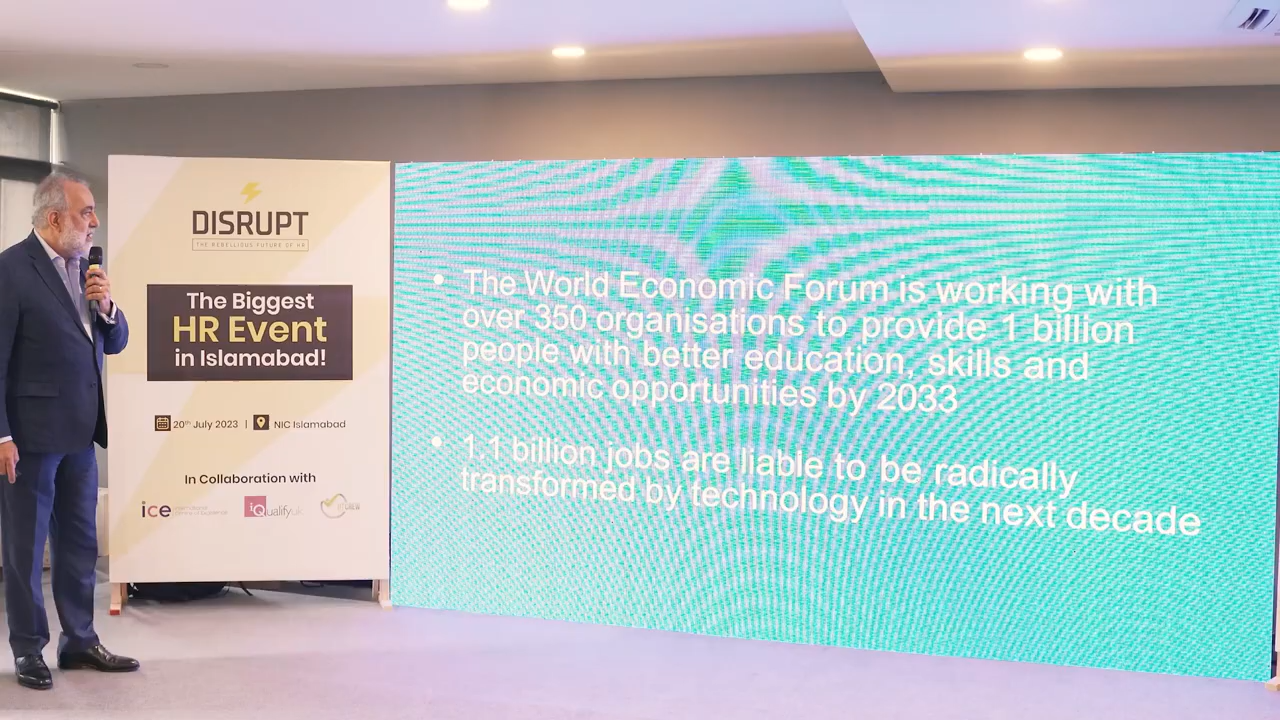 DISRUPT
THE REBELLIOUS FUTURE OF HR
The Biggest
HR Event
in Islamabad!
20th July 2023 | NIC Islamabad
In Collaboration with
ice
iQualifyuk
• The World Economic Forum is working with
over 350 organisations to provide 1 billion
people with better education, skills and
economic opportunities by 2033
• 1.1 billion jobs are liable to be radically
transformed by technology in the next decade